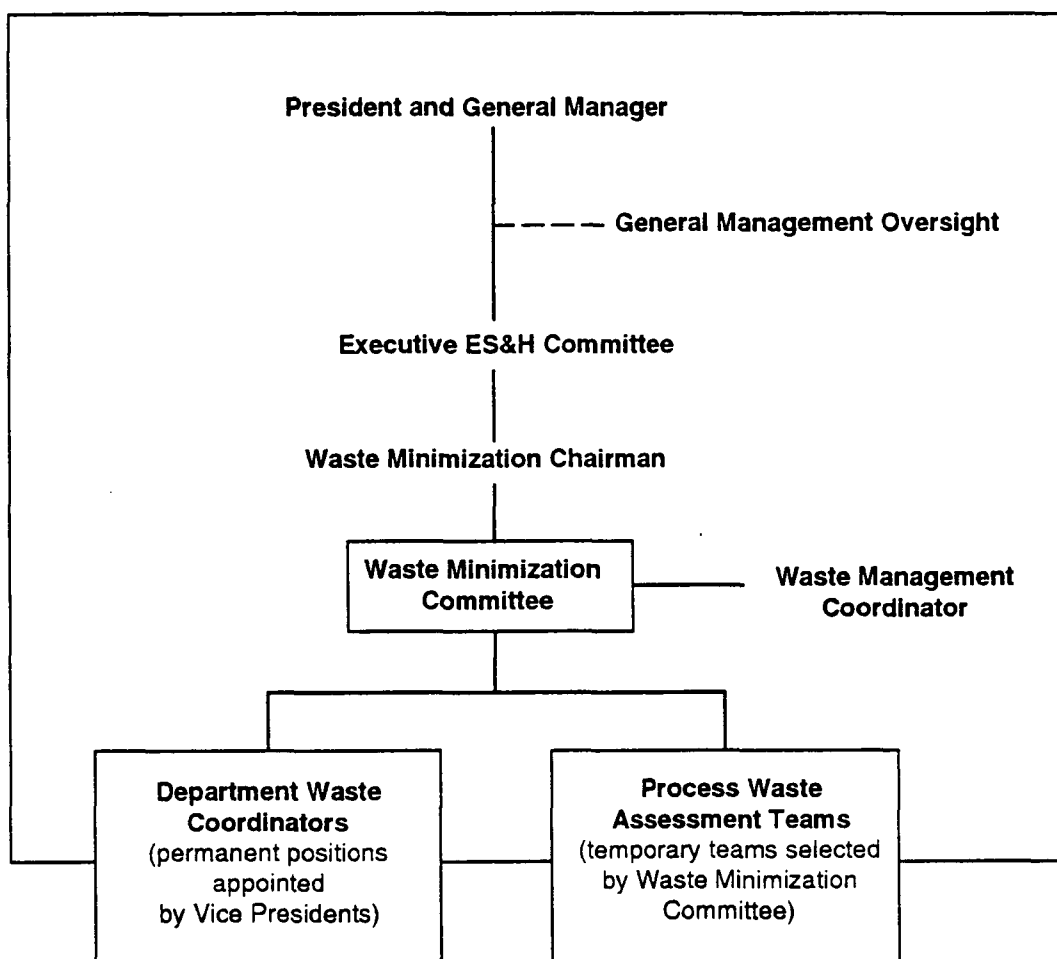 President and General Manager
General Management Oversight
Executive ES&H Committee
Waste Minimization Chairman
Waste Minimization
Committee
Waste Management
Coordinator
Department Waste
Coordinators
(permanent positions
appointed
by Vice Presidents)
Process Waste
Assessment Teams
(temporary teams selected
by Waste Minimization
Committee)